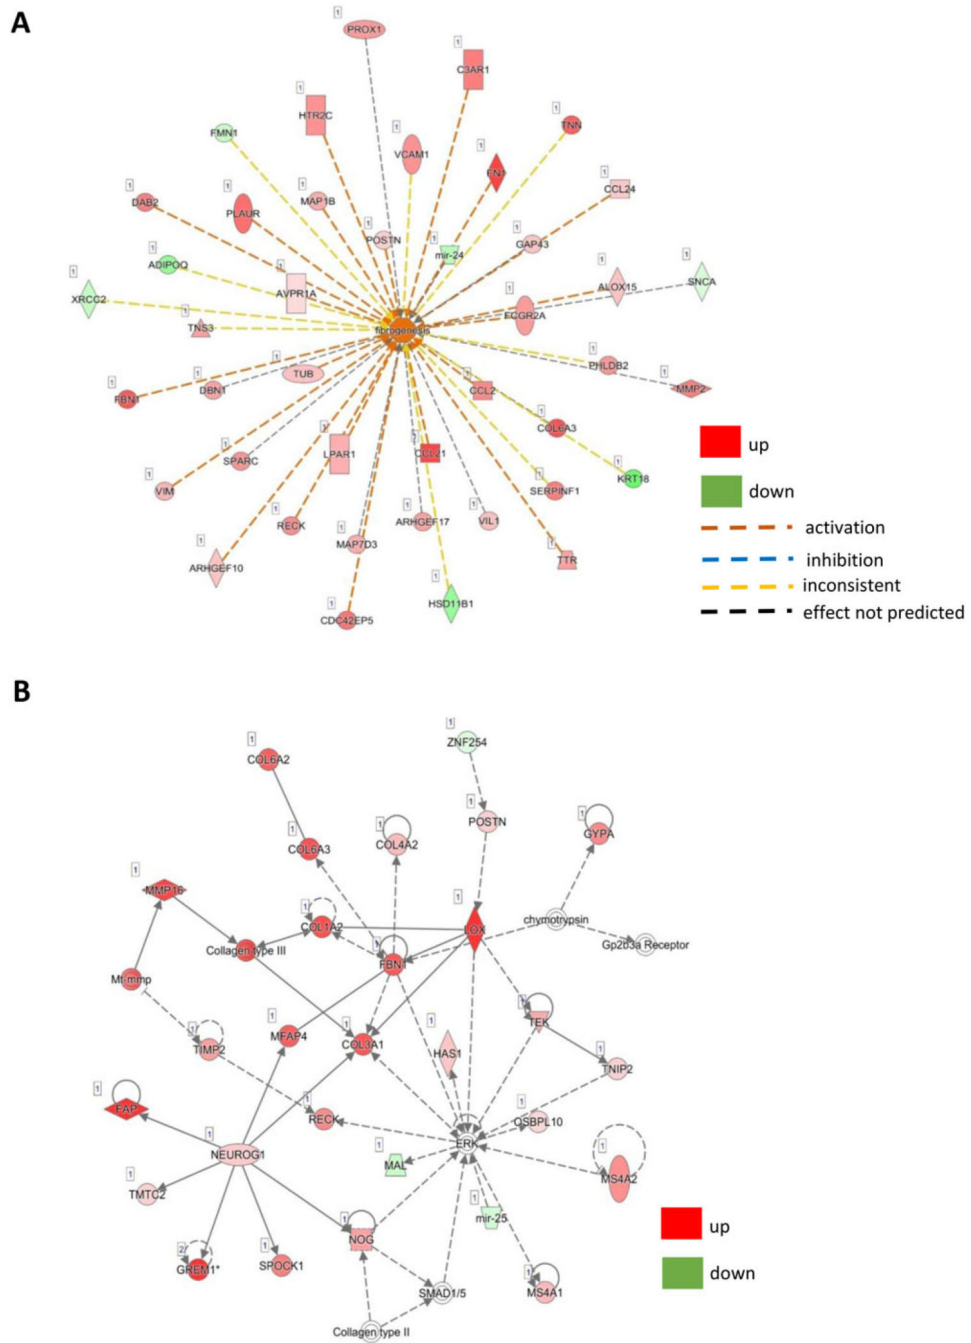 A
PROX1
C3AR1
HTR2C
TNN
FMN1
VCAM1
FN1
CCL24
DAB2
PLAUR
MAP1B
POSTN
mir-24
GAP43
ADIPOQ
AVPR1A
ALOX15
SNCA
XRCC2
TNS3
fibrogenesis
FCGR2A
PHLDB2
TUB
DBN1
CCL2
MMP2
FBN1
COL6A3
SPARC
LPAR1
CCL21
KRT18
VIM
SERPINF1
RECK
ARHGEF17
VIL1
MAP7D3
TTR
ARHGEF10
HSD11B1
CDC42EP5
up
down
activation
inhibition
inconsistent
effect not predicted
B
ZNF254
COL6A2
POSTN
GYPA
COL6A3
COL4A2
MMP16
chymotrypsin
COL1A2
LOX
Gp2b3a Receptor
Collagen type III
FBN1
Mt-mmp
TEK
MFAP4
COL3A1
HAS1
TIMP2
TNIP2
FAP
RECK
OSBPL10
ERK
NEUROG1
MAL
MS4A2
TMTC2
mir-25
NOG
GREM1*
SPOCK1
SMAD1/5
MS4A1
Collagen type II
up
down